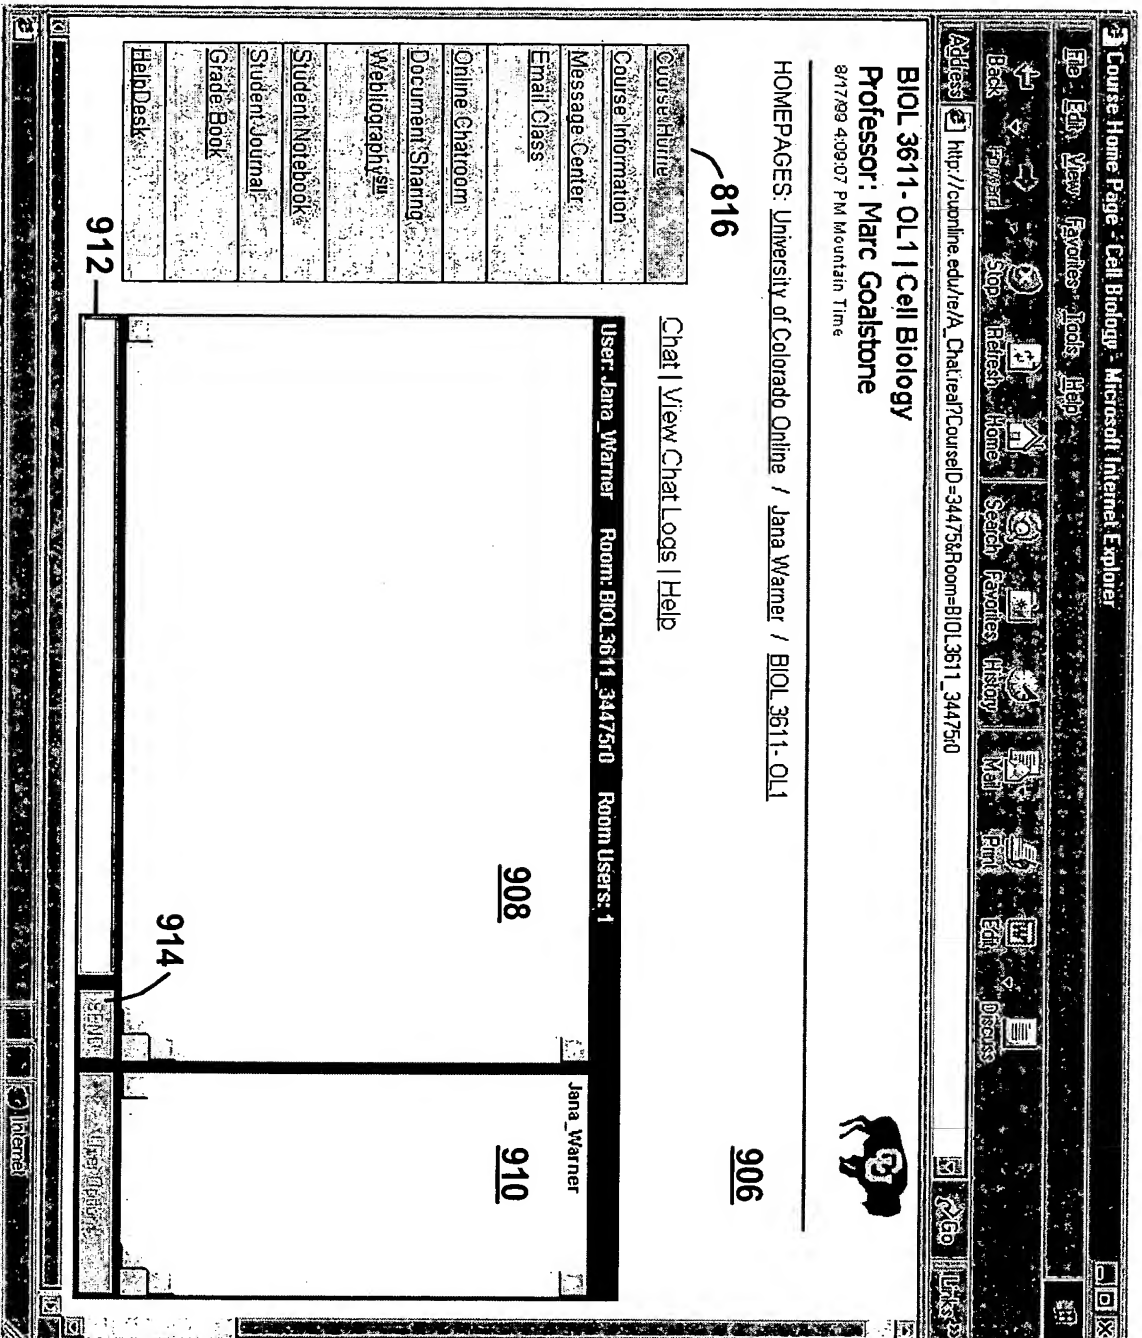 Course Home Page - Cell Biology - Microsoft Internet Explorer
File Edit View Favorites Tools Help
Back Forward Stop Refresh Home Search Favorites History Mail Print Edit Discuss
Address http://cuonline.edu/re/A_Chat.real?CourseID=34475&Room=BIOL3611_34475r0 Go Links
BIOL 3611- OL1 | Cell Biology
Professor: Marc Goalstone
8/17/99 4:09:07 PM Mountain Time
HOMEPAGES: University of Colorado Online / Jana Warner / BIOL 3611- OL1
906
816
Course Home
Course Information
Message Center
Email Class
Online Chatroom
Document Sharing
Webliographyˢᴹ
Student Notebook
Student Journal
Grade Book
HelpDesk
Chat | View Chat Logs | Help
User: Jana_Warner Room: BIOL3611_34475r0 Room Users: 1
Jana_Warner
908
910
914
912
SEND
Internet